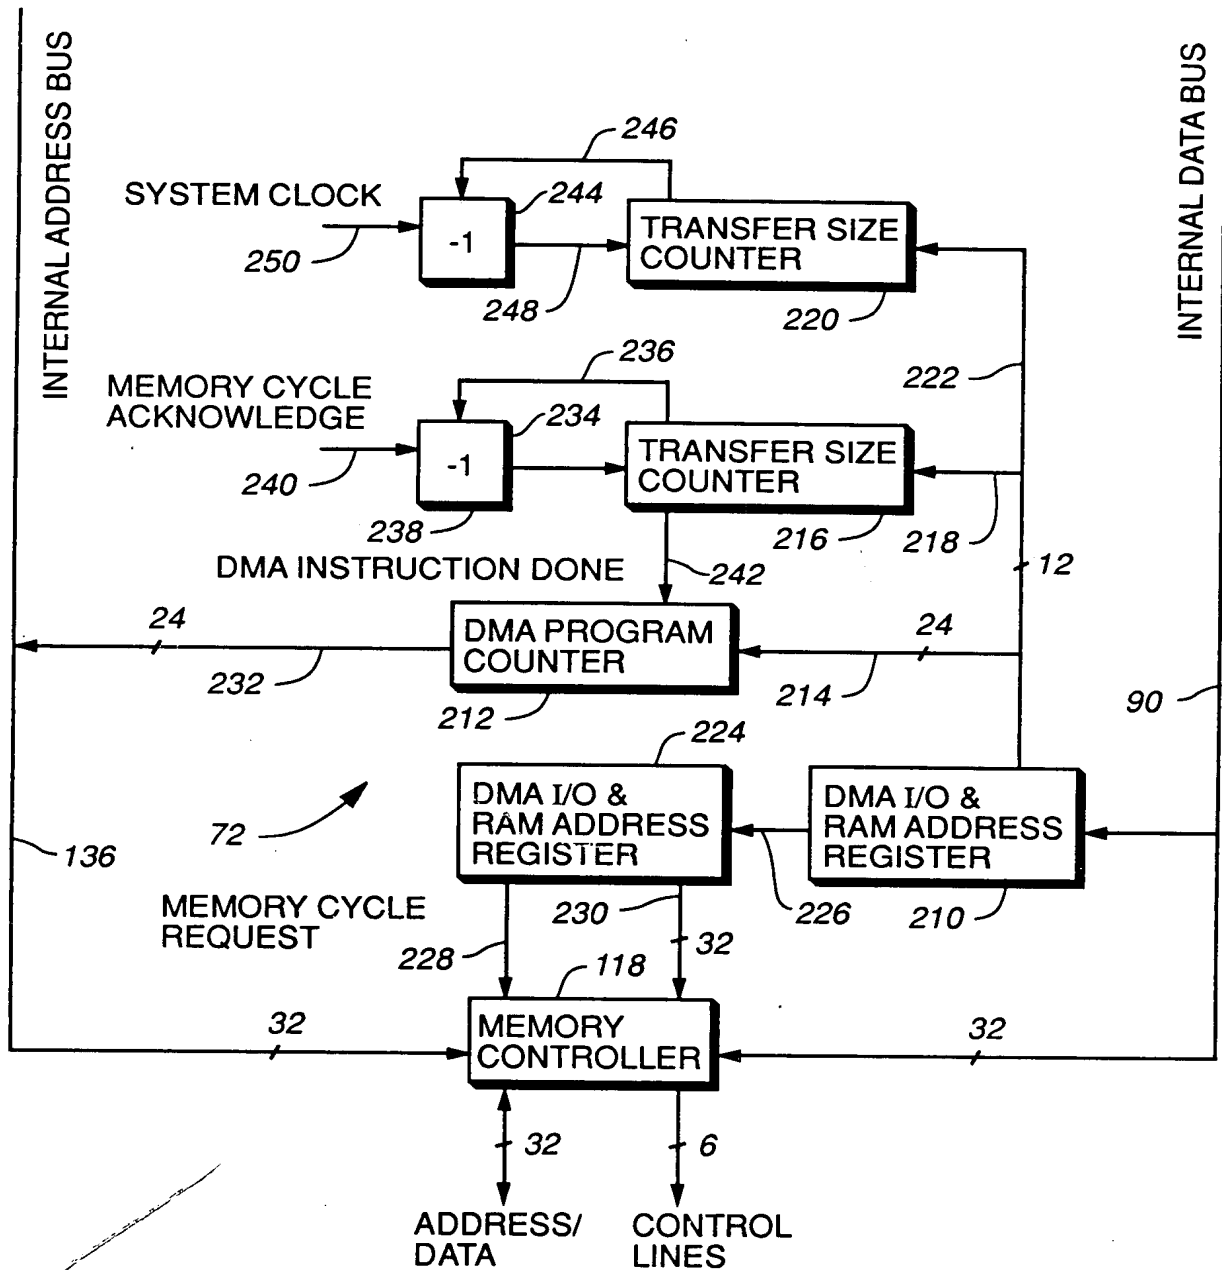 INTERNAL ADDRESS BUS
INTERNAL DATA BUS
246
SYSTEM CLOCK
244
-1
TRANSFER SIZE
COUNTER
250
248
220
222
236
MEMORY CYCLE
ACKNOWLEDGE
234
-1
TRANSFER SIZE
COUNTER
240
238
216
218
DMA INSTRUCTION DONE
242
12
24
DMA PROGRAM
COUNTER
24
232
212
214
90
224
DMA I/O &
RAM ADDRESS
REGISTER
DMA I/O &
RAM ADDRESS
REGISTER
72
136
MEMORY CYCLE
REQUEST
230
226
210
228
32
118
32
MEMORY
CONTROLLER
32
32
6
ADDRESS/
DATA
CONTROL
LINES